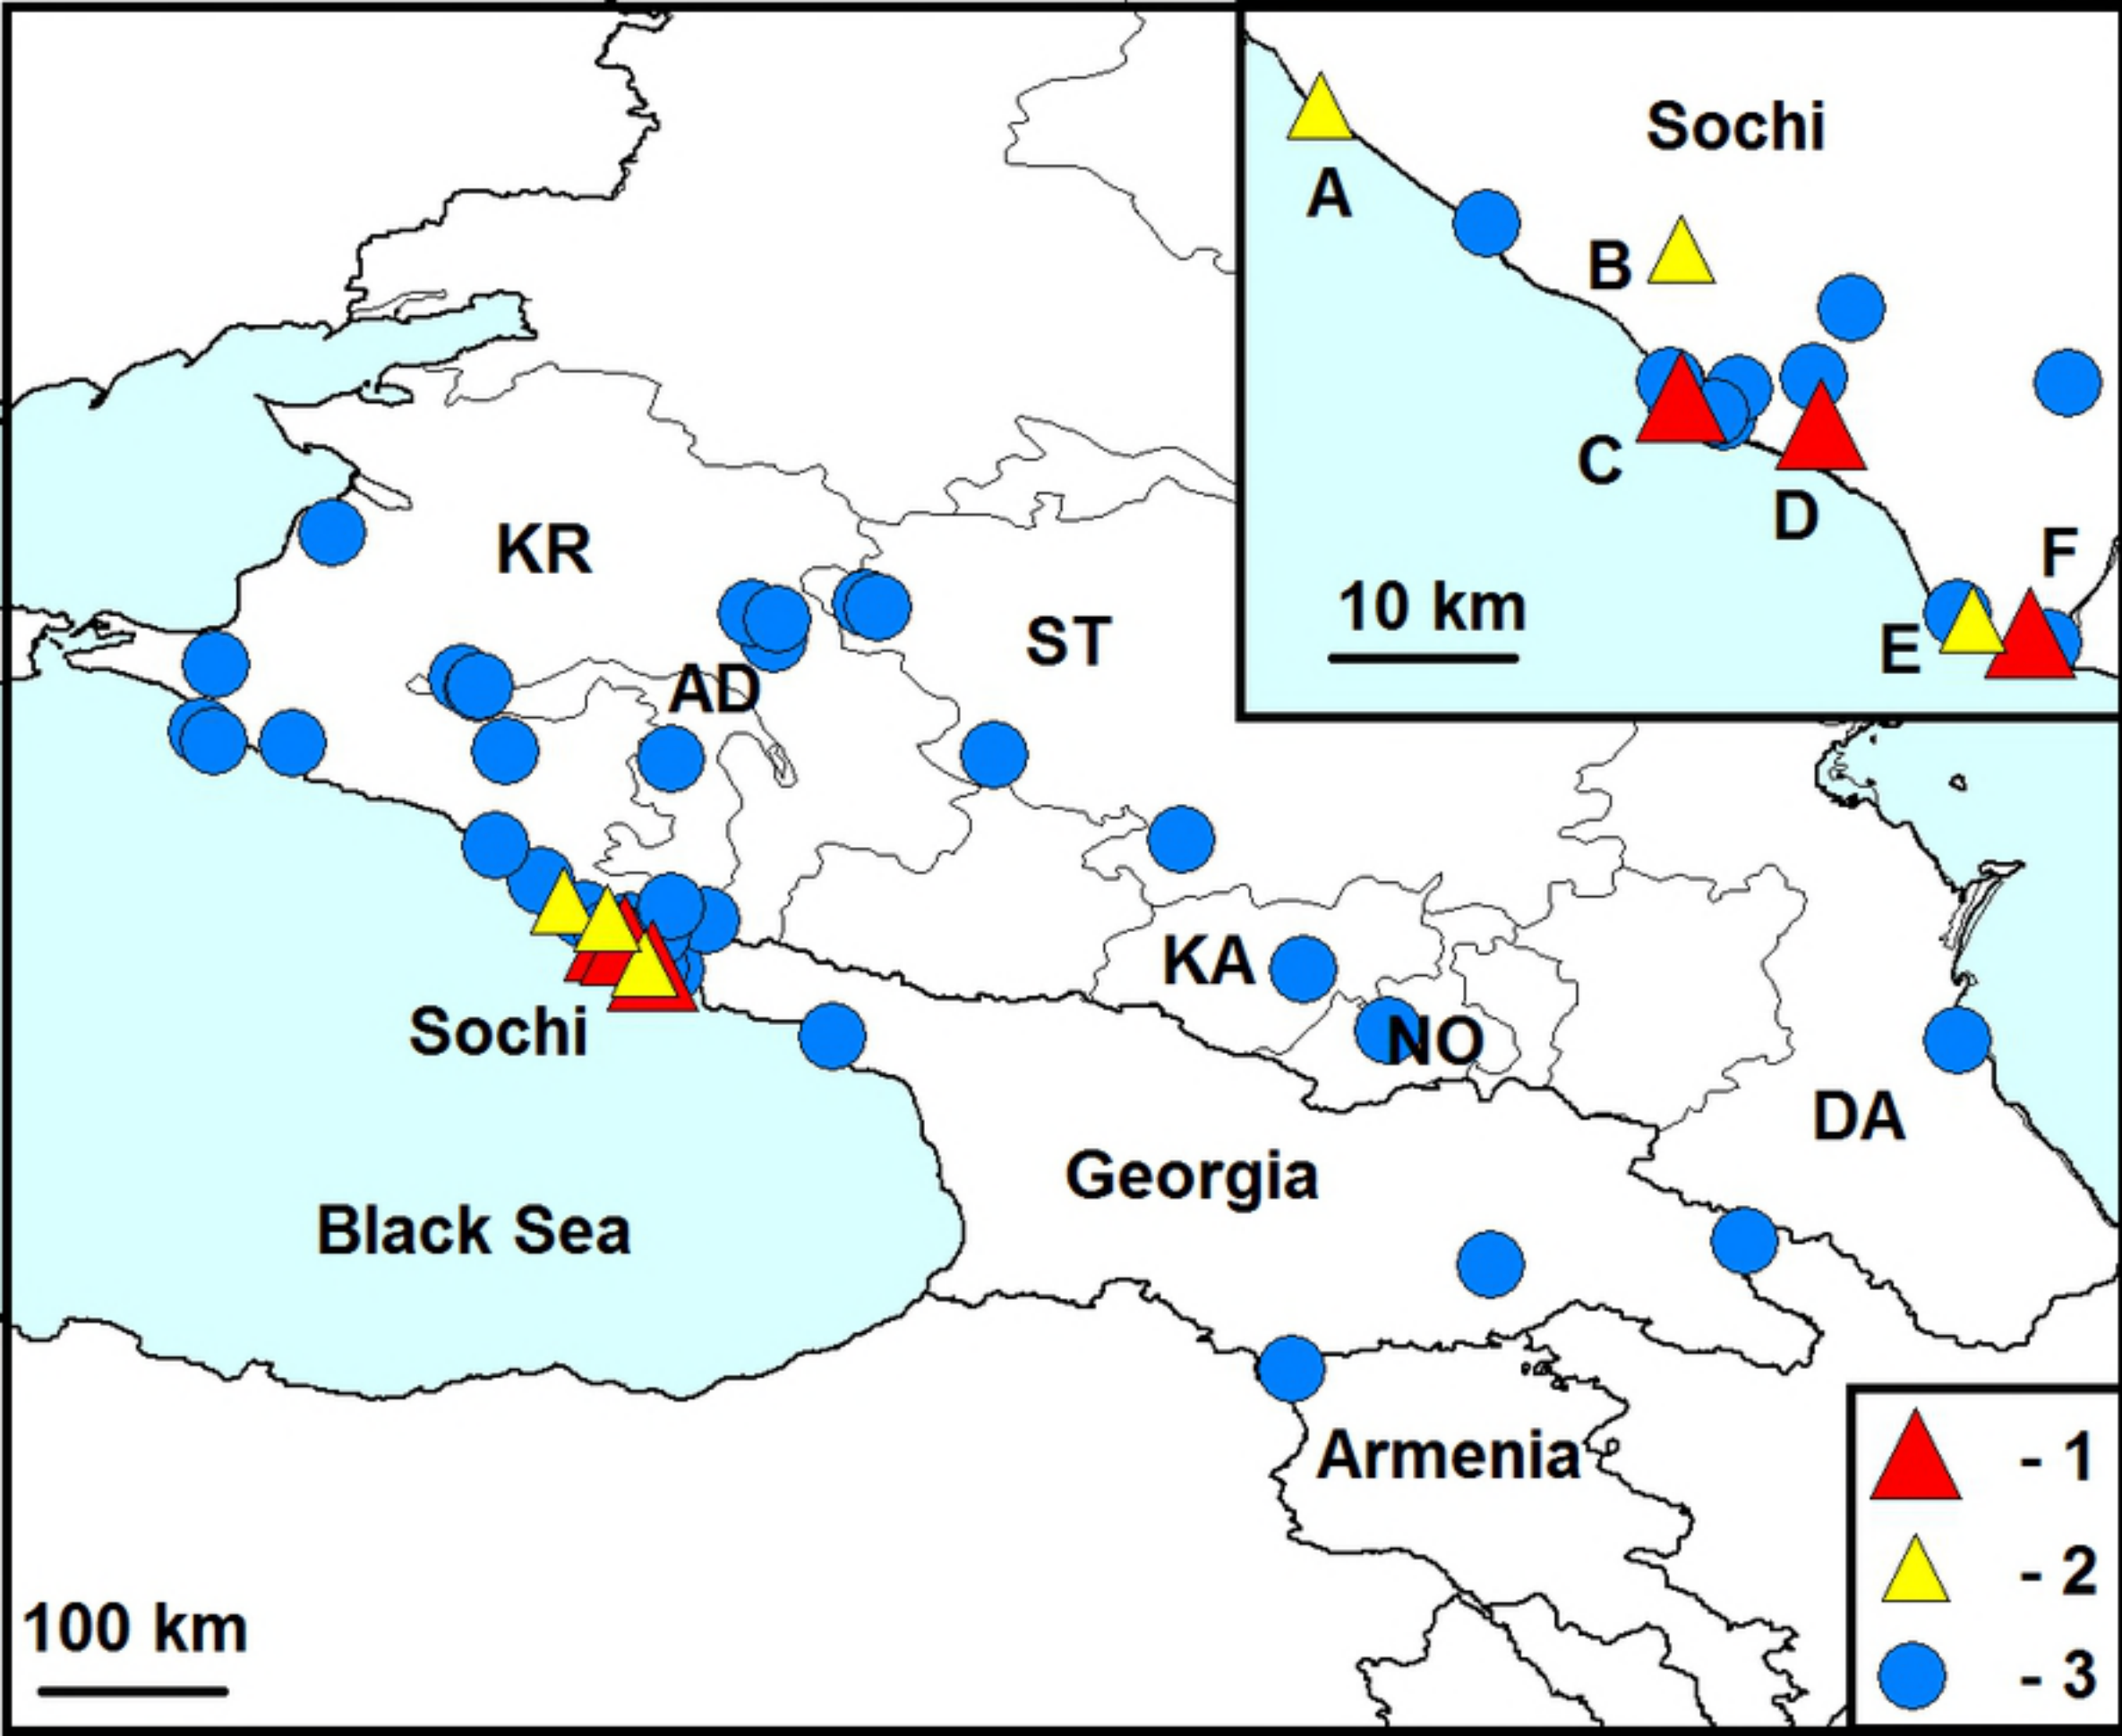 Sochi
A
B
C
D
F
10 km
E
KR
ST
AD
KA
NO
Sochi
DA
Georgia
Black Sea
Armenia
- 1
- 2
100 km
- 3